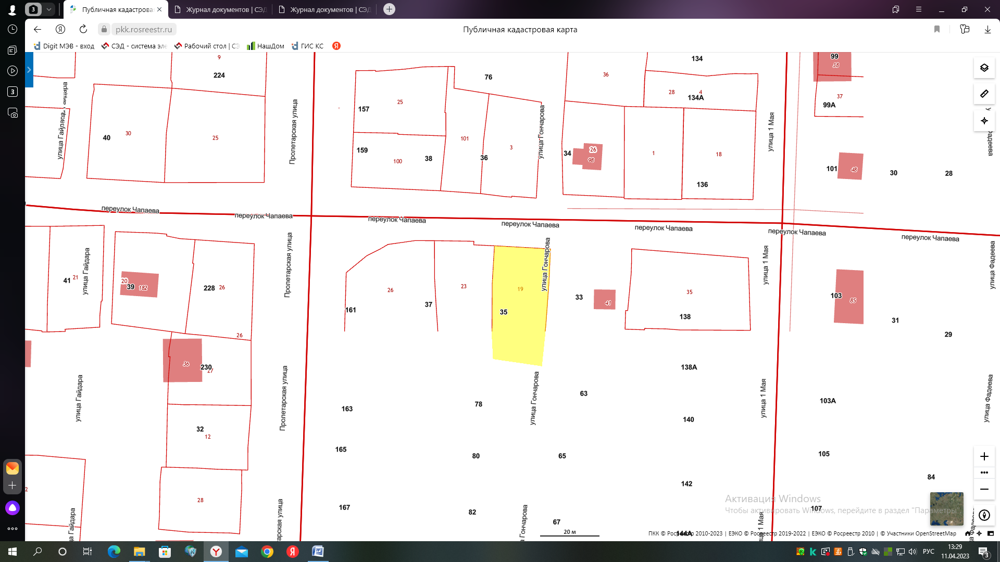 3
Публичная кадастрова
Журнал документов | СЭД
Журнал документов | СЭД
pkk.rosreestr.ru
Публичная кадастровая карта
Digit МЭВ - вход
СЭД - система эле
Рабочий стол | СЭ
НашДом
ГИС КС
Я
3
9
224
134
99
38
36
76
28
4
134А
37
99А
25
157
улица Гайдара
Пролетарская улица
улица Гончарова
улица 1 Мая
40
30
25
101
3
159
100
38
36
34
26
98
1
18
136
101
48
30
28
переулок Чапаева
переулок Чапаева
переулок Чапаева
переулок Чапаева
переулок Чапаева
переулок Чапаева
переулок Чапаева
улица Гайдара
Пролетарская улица
улица Гончарова
улица 1 Мая
улица Фадеева
41
21
20
39
182
228
26
26
37
23
19
33
41
35
103
85
161
35
138
31
29
26
36
230
27
138А
улица Гайдара
Пролетарская улица
улица Гончарова
улица 1 Мая
улица Фадеева
163
78
63
140
103А
32
12
165
80
65
105
84
142
28
167
82
67
107
144А
20 м
Активация Windows
Чтобы активировать Windows, перейдите в раздел "Параметры".
ПКК © Росреестр 2010-2023 | ЕЭКО © Росреестр 2019-2022 | ЕЭКО © Росреестр 2010 | © Участники OpenStreetMap
РУС
13:29
11.04.2023
3